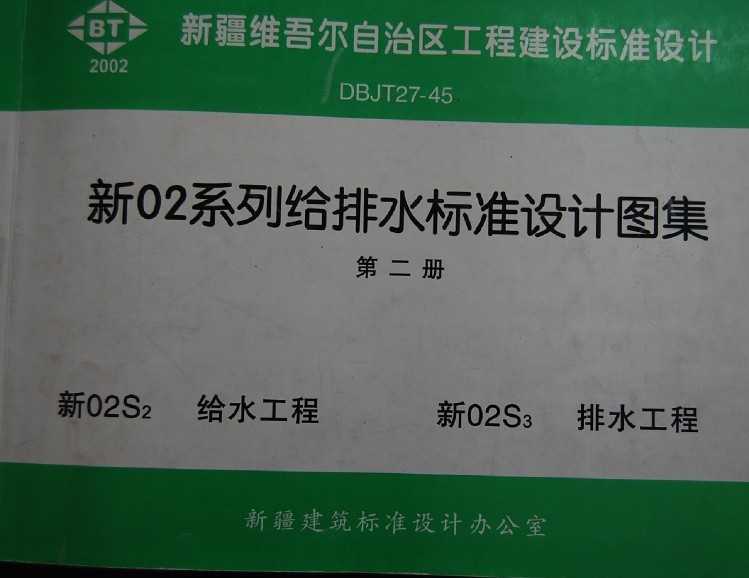 BT
2002
新疆维吾尔自治区工程建设标准设计
DBJT27-45
新02系列给排水标准设计图集
第二册
新02S2 给水工程 新02S3 排水工程
新疆建筑标准设计办公室